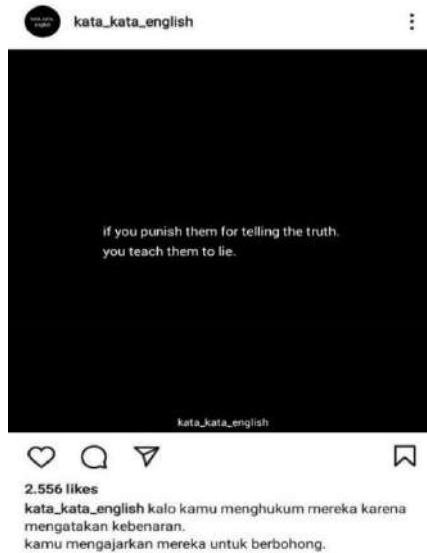 kata_kata_english
if you punish them for telling the truth.
you teach them to lie.
kata_kata_english
2.556 likes
kata_kata_english kalo kamu menghukum mereka karena
mengatakan kebenaran.
kamu mengajarkan mereka untuk berbohong.